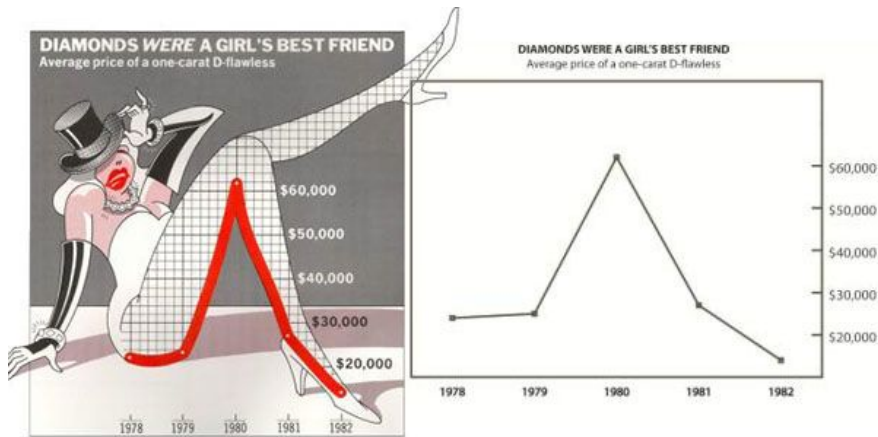 DIAMONDS WERE A GIRL'S BEST FRIEND
Average price of a one-carat D-flawless
$60,000
$50,000
$40,000
$30,000
$20,000
1978 1979 1980 1981 1982
DIAMONDS WERE A GIRL'S BEST FRIEND
Average price of a one-carat D-flawless
$60,000
$50,000
$40,000
$30,000
$20,000
1978 1979 1980 1981 1982